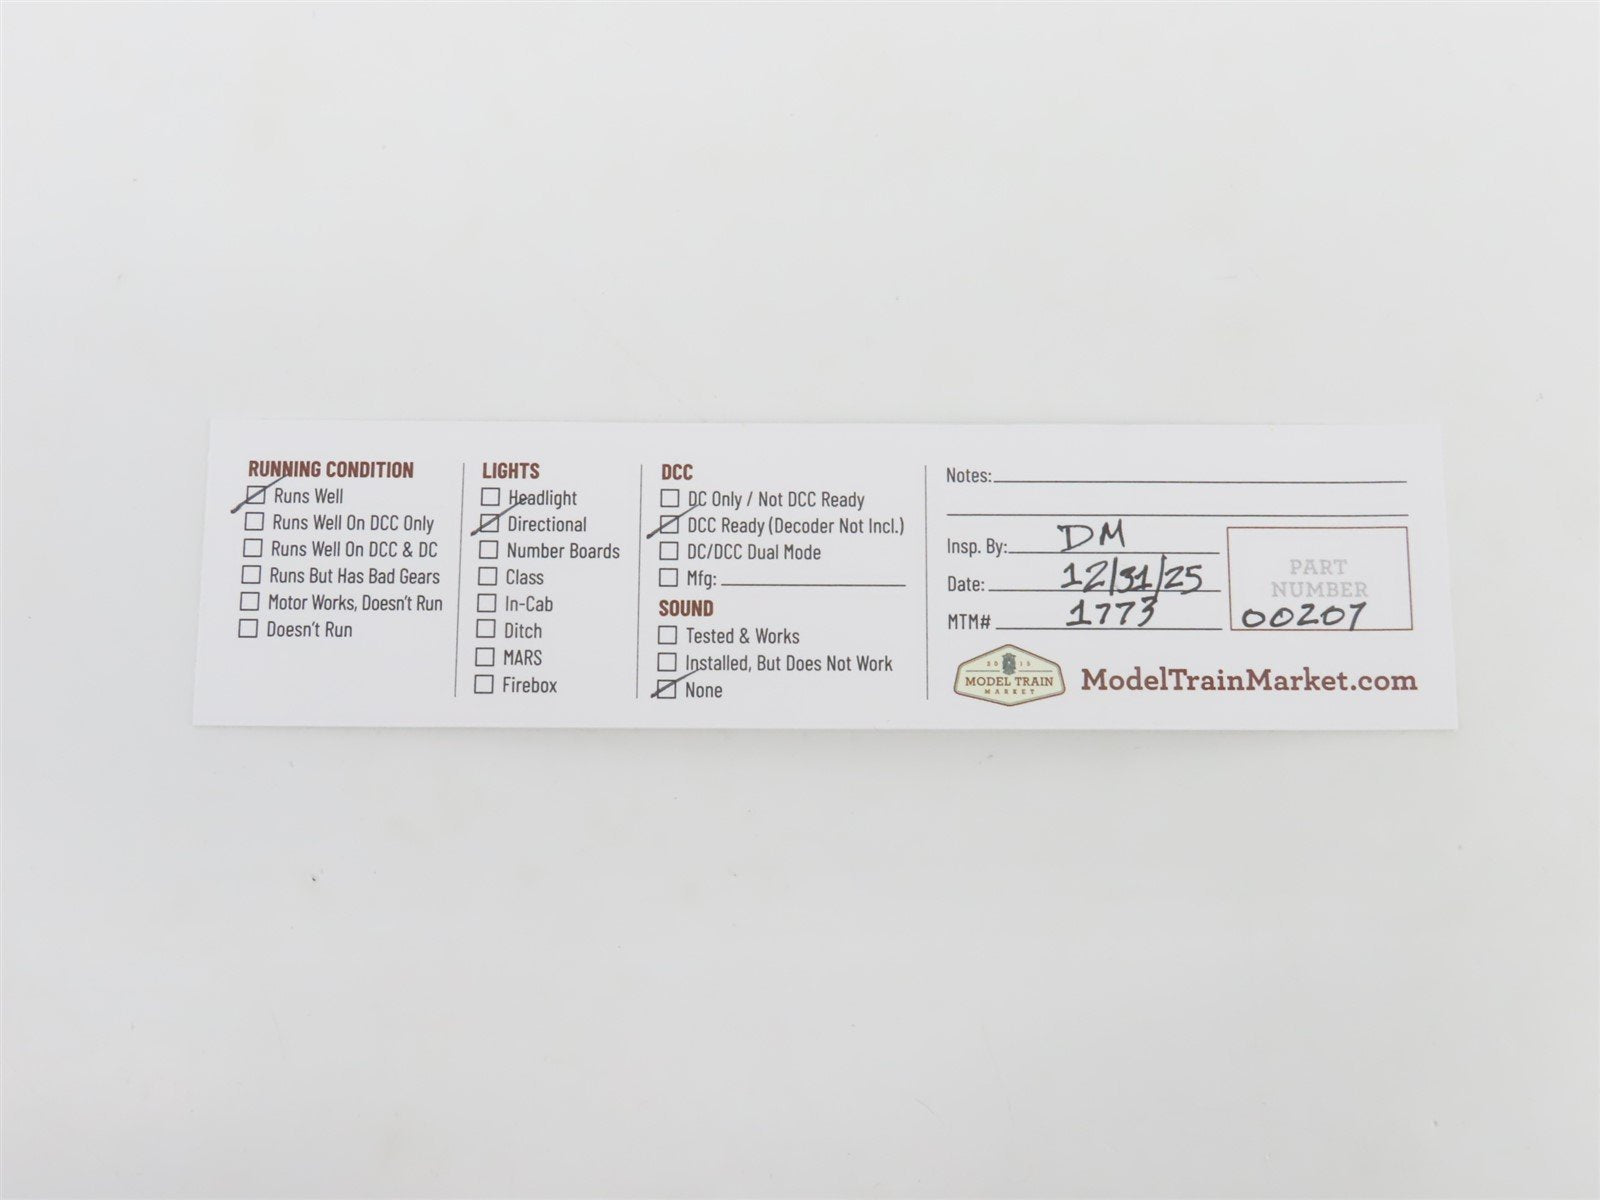 RUNNING CONDITION
Runs Well
Runs Well On DCC Only
Runs Well On DCC & DC
Runs But Has Bad Gears
Motor Works, Doesn't Run
Doesn't Run
LIGHTS
Headlight
Directional
Number Boards
Class
In-Cab
Ditch
MARS
Firebox
DCC
DC Only / Not DCC Ready
DCC Ready (Decoder Not Incl.)
DC/DCC Dual Mode
Mfg:
SOUND
Tested & Works
Installed, But Does Not Work
None
Notes:
Insp. By: DM
Date: 12/31/25
MTM# 1773
PART
NUMBER
00207
2015
MODEL TRAIN
MARKET
ModelTrainMarket.com